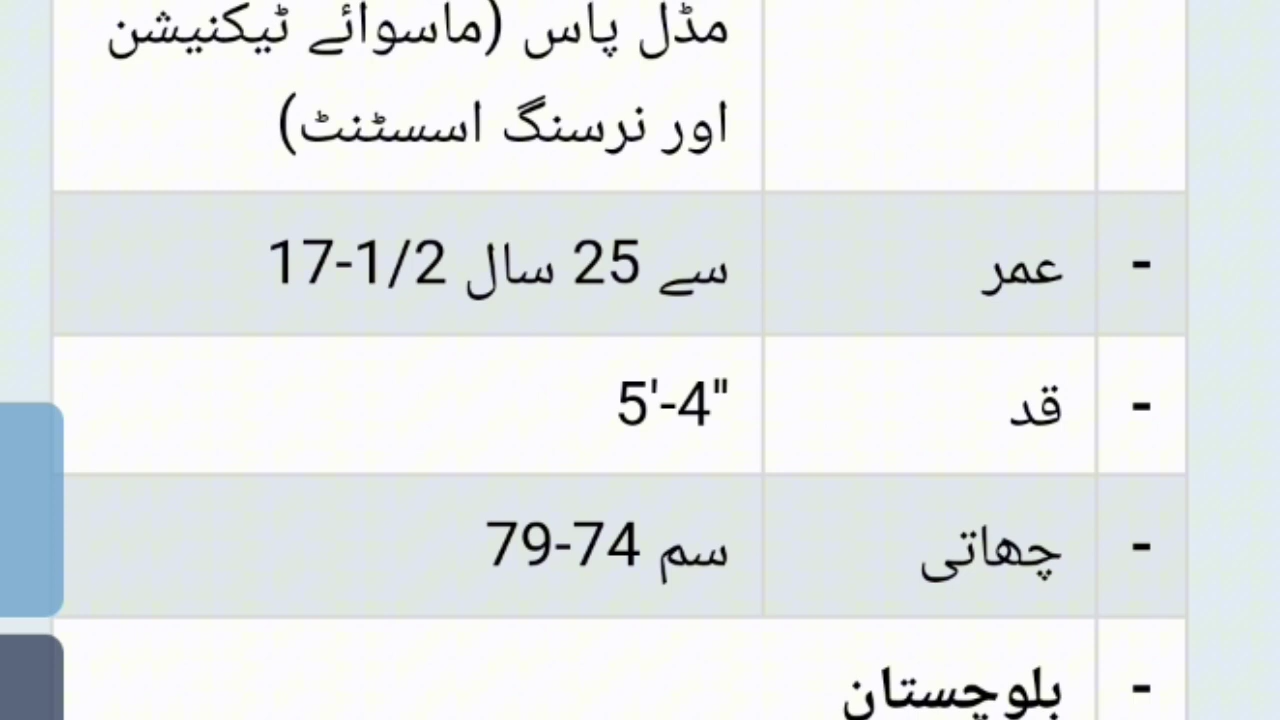 مڈل پاس (ماسوائے ٹیکنیشن
اور نرسنگ اسسٹنٹ)
- عمر سے 25 سال 17-1/2
- قد 5'-4"
- چھاتی سم 79-74
- بلوچستان